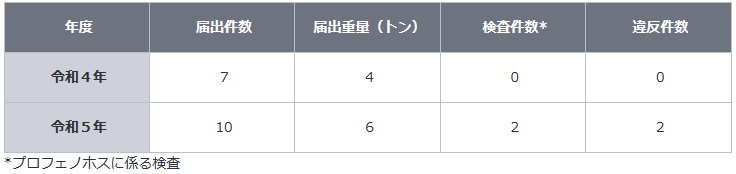 年度 届出件数 届出重量（トン） 検査件数* 違反件数
令和４年 7 4 0 0
令和５年 10 6 2 2
*プロフェノホスに係る検査